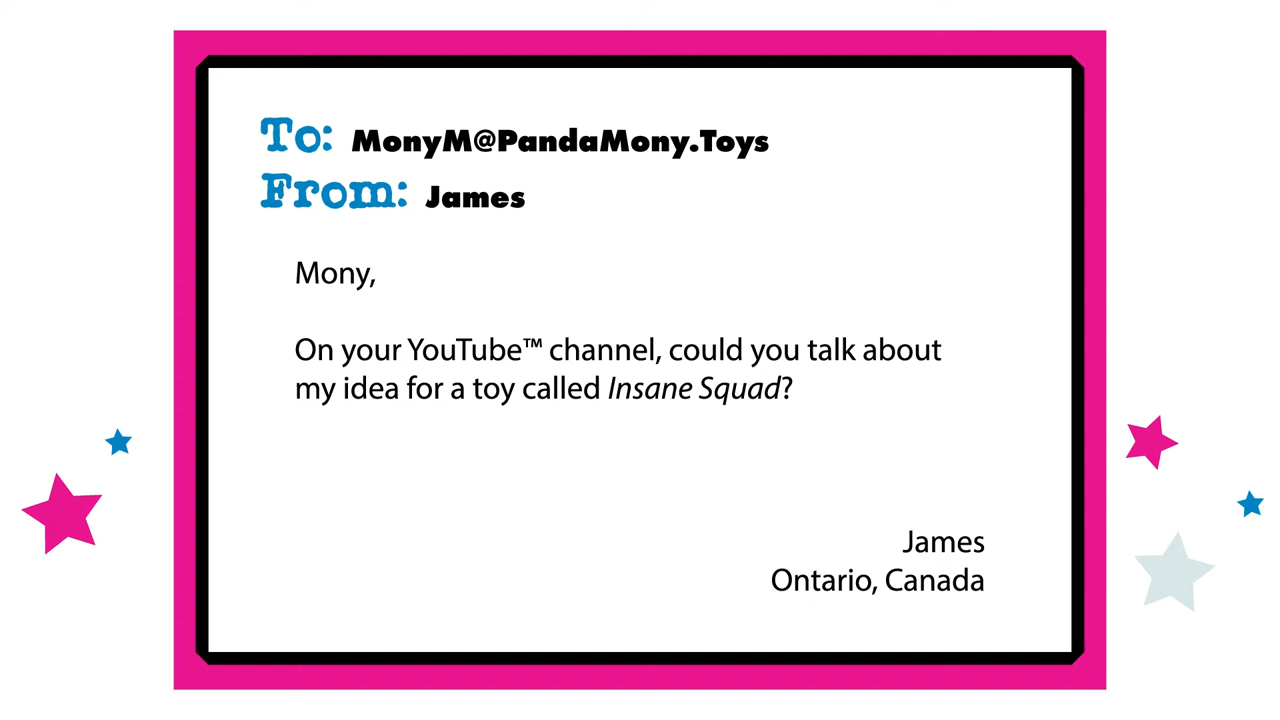 To: MonyM@PandaMony.Toys
From: James
Mony,
On your YouTube™ channel, could you talk about
my idea for a toy called Insane Squad?
James
Ontario, Canada